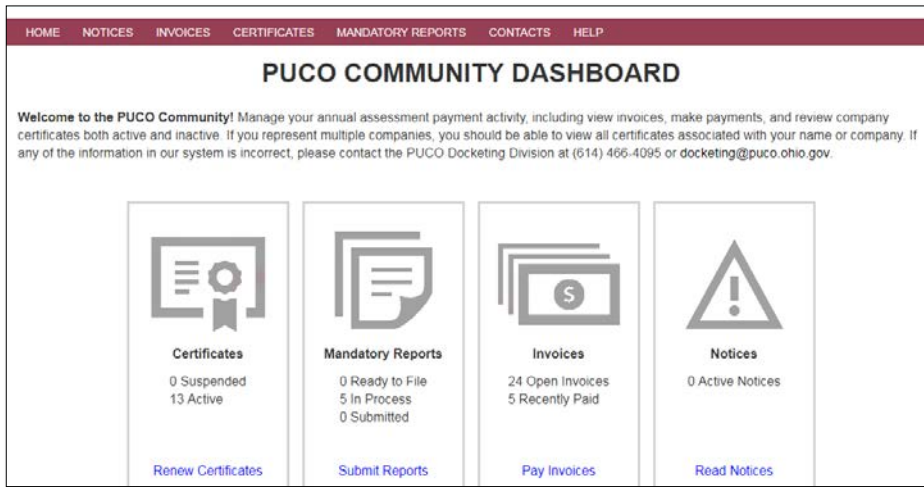 HOME NOTICES INVOICES CERTIFICATES MANDATORY REPORTS CONTACTS HELP
PUCO COMMUNITY DASHBOARD
Welcome to the PUCO Community! Manage your annual assessment payment activity, including view invoices, make payments, and review company
certificates both active and inactive. If you represent multiple companies, you should be able to view all certificates associated with your name or company. If
any of the information in our system is incorrect, please contact the PUCO Docketing Division at (614) 466-4095 or docketing@puco.ohio.gov.
Certificates
0 Suspended
13 Active
Renew Certificates
Mandatory Reports
0 Ready to File
5 In Process
0 Submitted
Submit Reports
$
Invoices
24 Open Invoices
5 Recently Paid
Pay Invoices
Notices
0 Active Notices
Read Notices